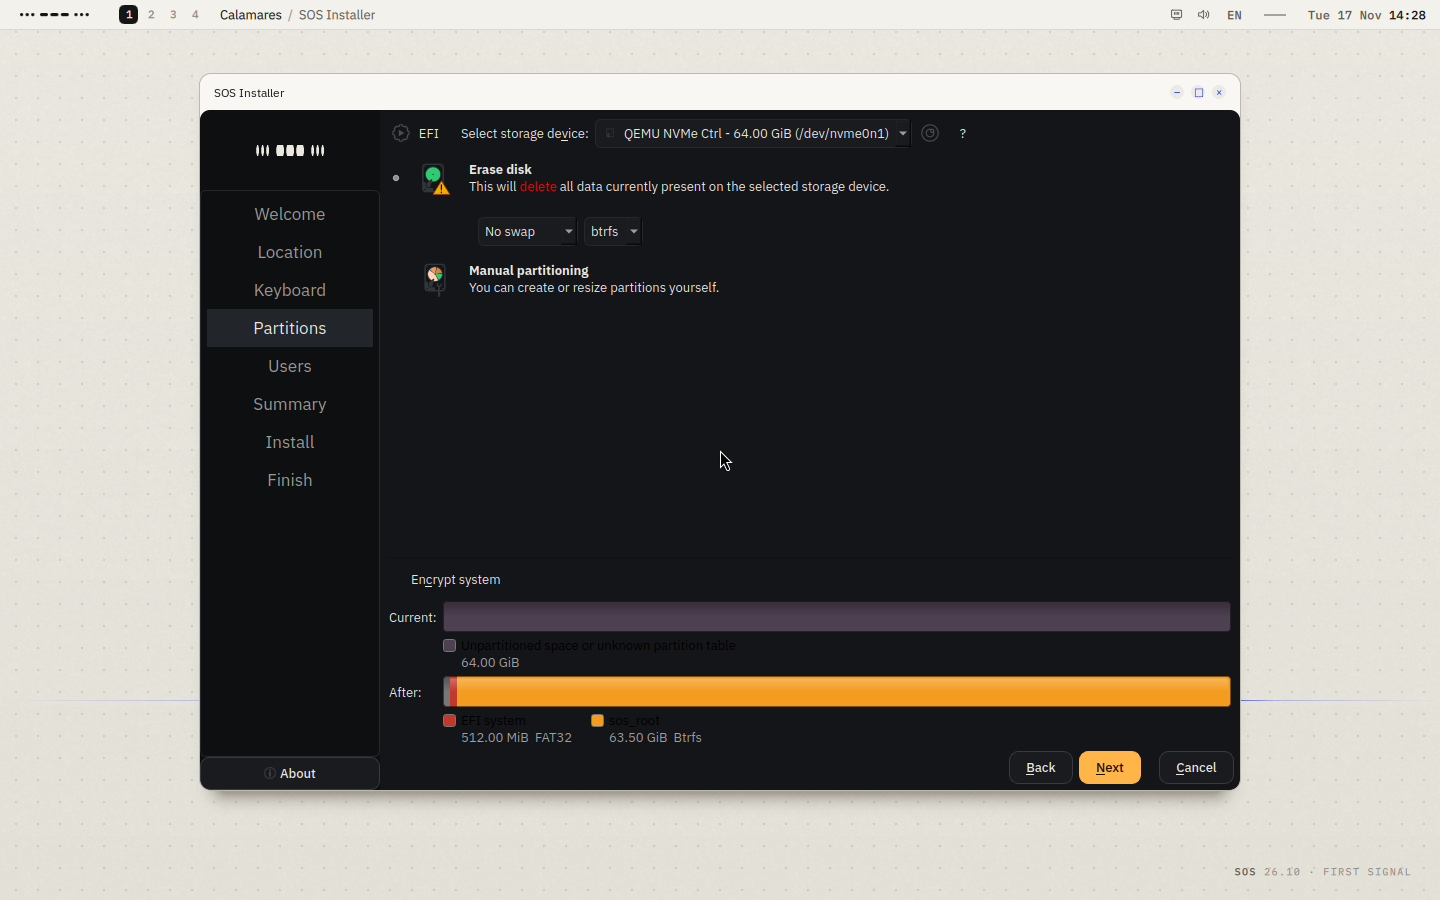 1 2 3 4 Calamares / SOS Installer EN Tue 17 Nov 14:28
SOS Installer
EFI Select storage device: QEMU NVMe Ctrl - 64.00 GiB (/dev/nvme0n1) ?
Erase disk
This will delete all data currently present on the selected storage device.
No swap btrfs
Manual partitioning
You can create or resize partitions yourself.
Welcome
Location
Keyboard
Partitions
Users
Summary
Install
Finish
Encrypt system
Current:
Unpartitioned space or unknown partition table
64.00 GiB
After:
EFI system sos_root
512.00 MiB FAT32 63.50 GiB Btrfs
About
Back Next Cancel
SOS 26.10 · FIRST SIGNAL